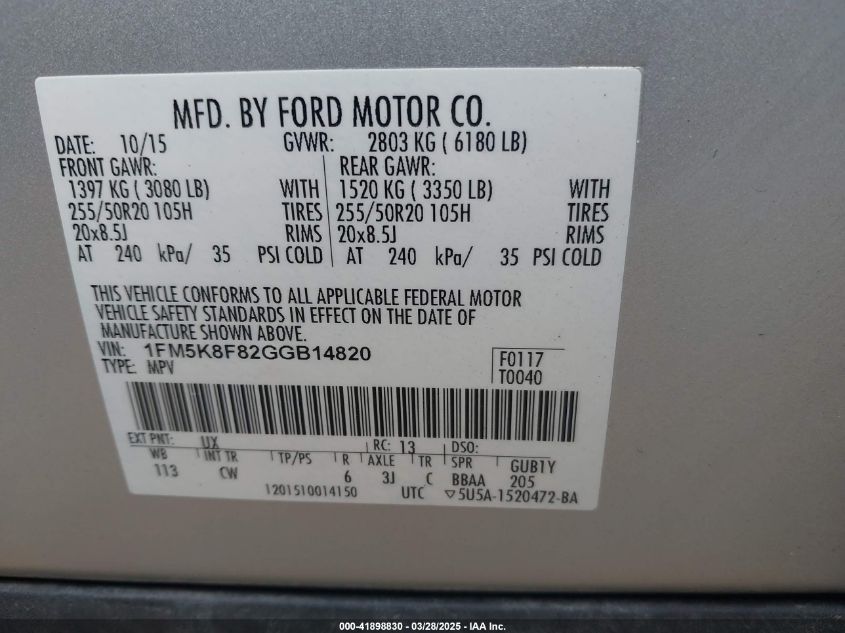 MFD. BY FORD MOTOR CO.
DATE: 10/15 GVWR: 2803 KG ( 6180 LB)
FRONT GAWR: REAR GAWR:
1397 KG ( 3080 LB) WITH 1520 KG ( 3350 LB) WITH
255/50R20 105H TIRES 255/50R20 105H TIRES
20x8.5J RIMS 20x8.5J RIMS
AT 240 kPa/ 35 PSI COLD AT 240 kPa/ 35 PSI COLD
THIS VEHICLE CONFORMS TO ALL APPLICABLE FEDERAL MOTOR
VEHICLE SAFETY STANDARDS IN EFFECT ON THE DATE OF
MANUFACTURE SHOWN ABOVE.
VIN: 1FM5K8F82GGB14820 F0117
TYPE: MPV T0040
EXT PNT: UX RC: 13 DSO:
WB INT TR TP/PS R AXLE TR SPR GUB1Y
113 CW 6 3J C BBAA 205
1201510014150 UTC ▽5U5A-1520472-BA
000-41898830 - 03/28/2025 - IAA Inc.